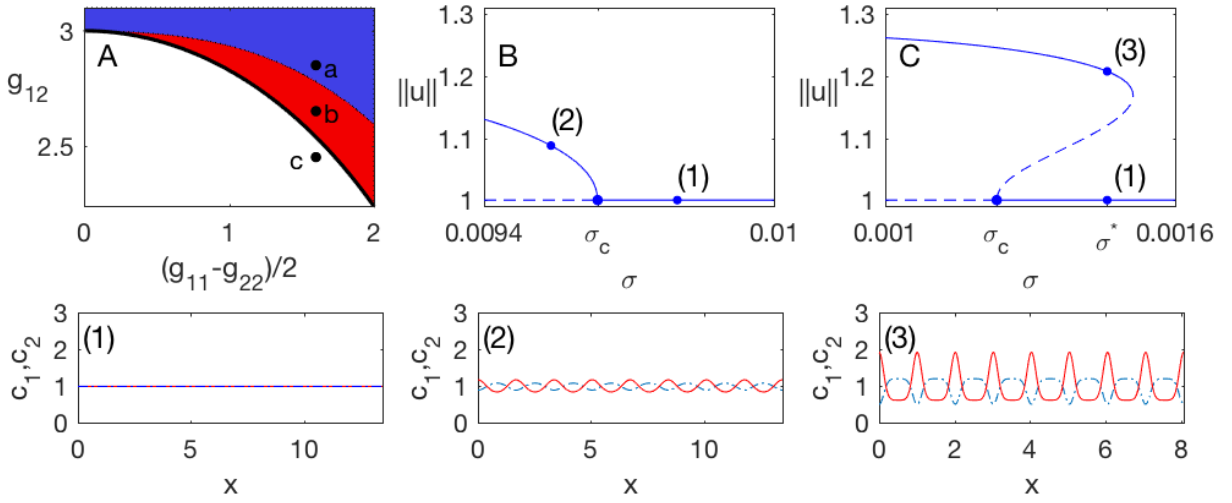 A
g12
3
2.5
a
b
c
0
1
2
(g11-g22)/2
B
||u||
1.3
1.2
1.1
1
(2)
(1)
0.0094
σc
0.01
σ
C
||u||
1.3
1.2
1.1
1
(3)
(1)
0.001
σc
σ*
0.0016
σ
(1)
c1,c2
3
2
1
0
0
5
10
x
(2)
c1,c2
3
2
1
0
0
5
10
x
(3)
c1,c2
3
2
1
0
0
2
4
6
8
x